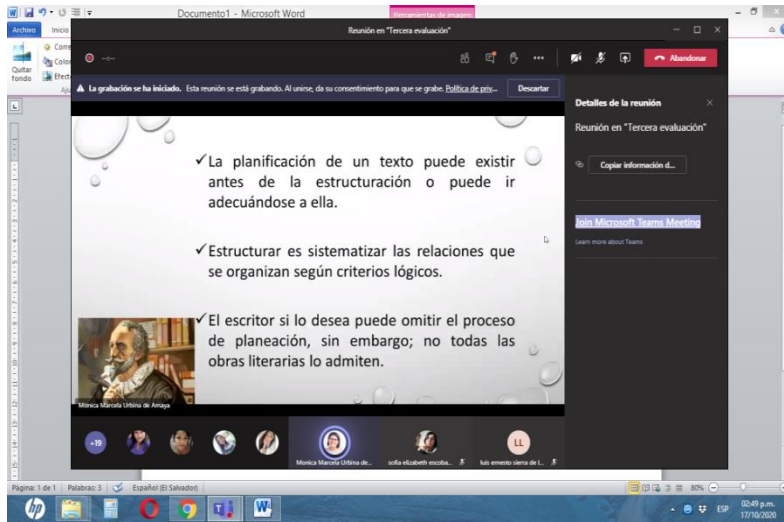 Documento1 - Microsoft Word
Herramientas de imagen
Archivo
Inicio
Quitar
fondo
Reunión en "Tercera evaluación"
Abandonar
La grabación se ha iniciado. Esta reunión se está grabando. Al unirse, da su consentimiento para que se grabe. Política de priv...
Descartar
✓La planificación de un texto puede existir
antes de la estructuración o puede ir
adecuándose a ella.
✓Estructurar es sistematizar las relaciones que
se organizan según criterios lógicos.
✓El escritor si lo desea puede omitir el proceso
de planeación, sin embargo; no todas las
obras literarias lo admiten.
Monica Marcela Urbina de Amaya
Detalles de la reunión
Reunión en "Tercera evaluación"
Copiar información d...
Join Microsoft Teams Meeting
Learn more about Teams
+19
Monica Marcela Urbina de...
sofia elizabeth escoba...
LL
luis ernesto sierra de l...
Página: 1 de 1
Palabras: 3
Español (El Salvador)
80%
hp
ESP
02:49 p.m.
17/10/2020